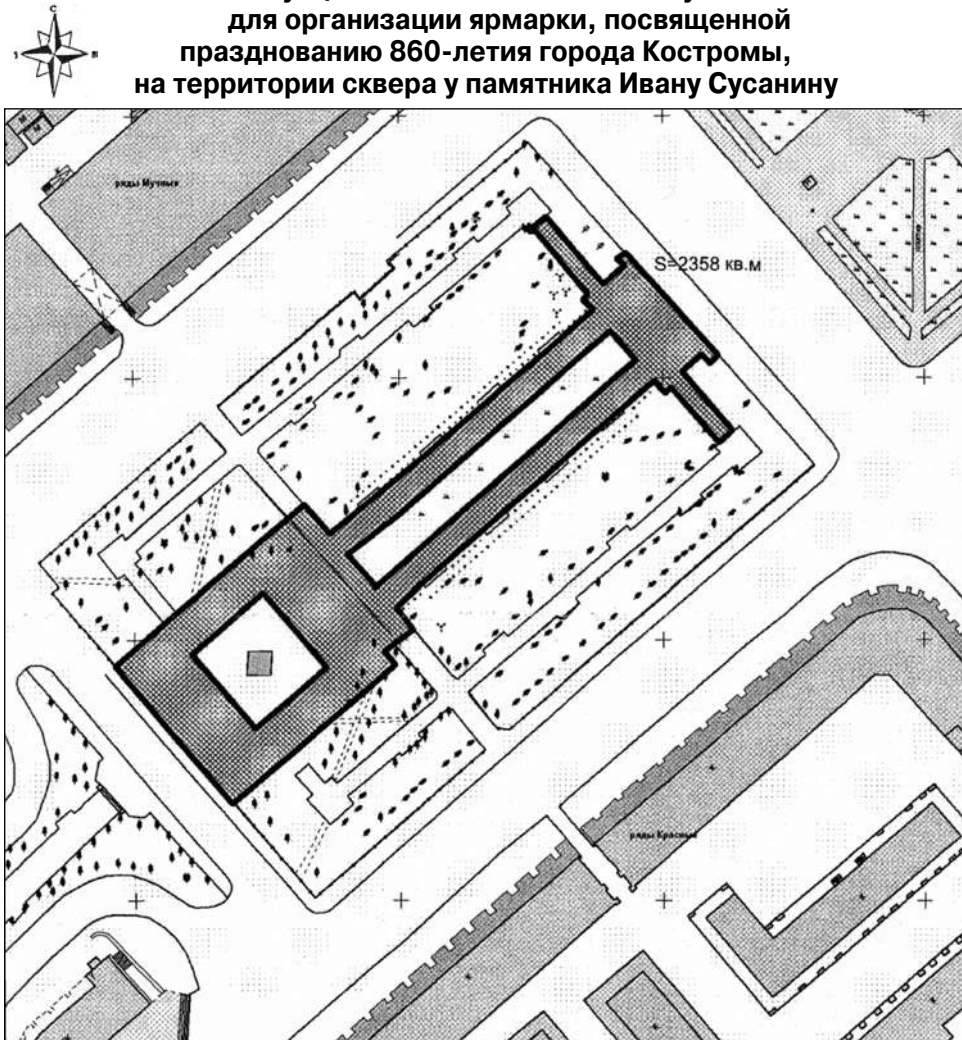 для организации ярмарки, посвященной
празднованию 860-летия города Костромы,
на территории сквера у памятника Ивану Сусанину
С
ряды Мучные
S=2358 кв.м
ряды Красные